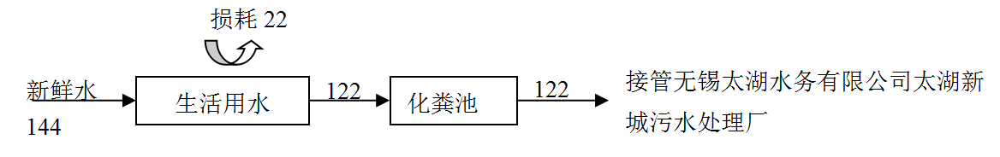 损耗 22
新鲜水
144
生活用水
122
化粪池
122
接管无锡太湖水务有限公司太湖新
城污水处理厂